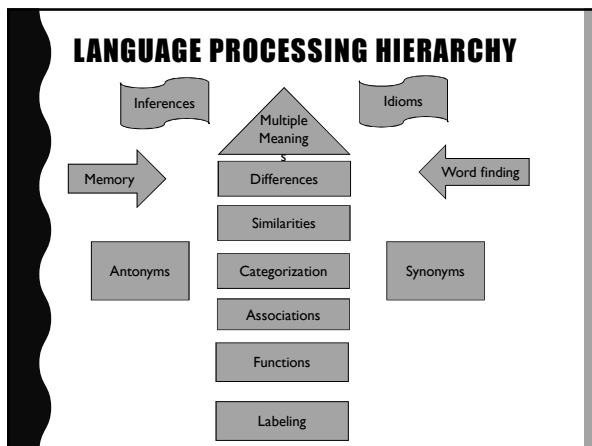 LANGUAGE PROCESSING HIERARCHY
Inferences
Idioms
Multiple
Meaning
s
Memory
Differences
Word finding
Similarities
Antonyms
Categorization
Synonyms
Associations
Functions
Labeling